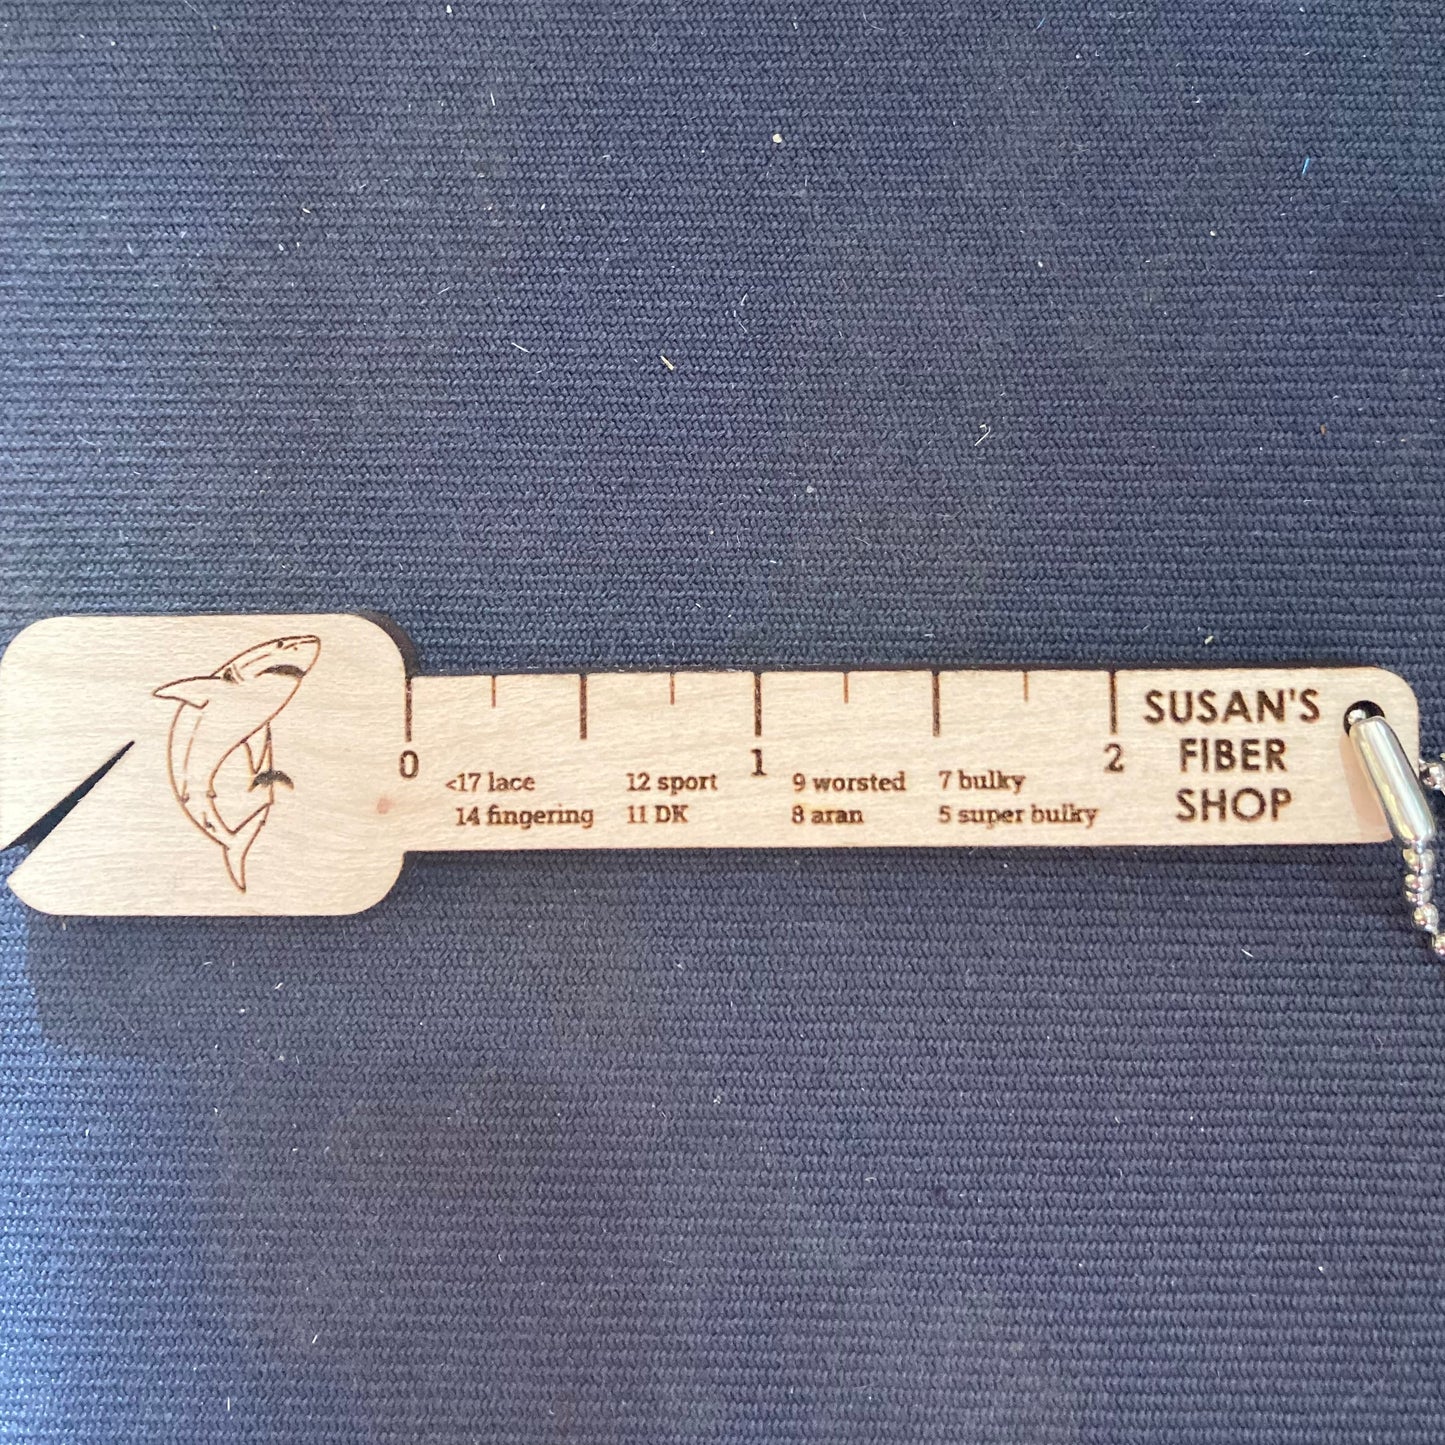 0
1
2
<17 lace
14 fingering
12 sport
11 DK
9 worsted
8 aran
7 bulky
5 super bulky
SUSAN'S
FIBER
SHOP